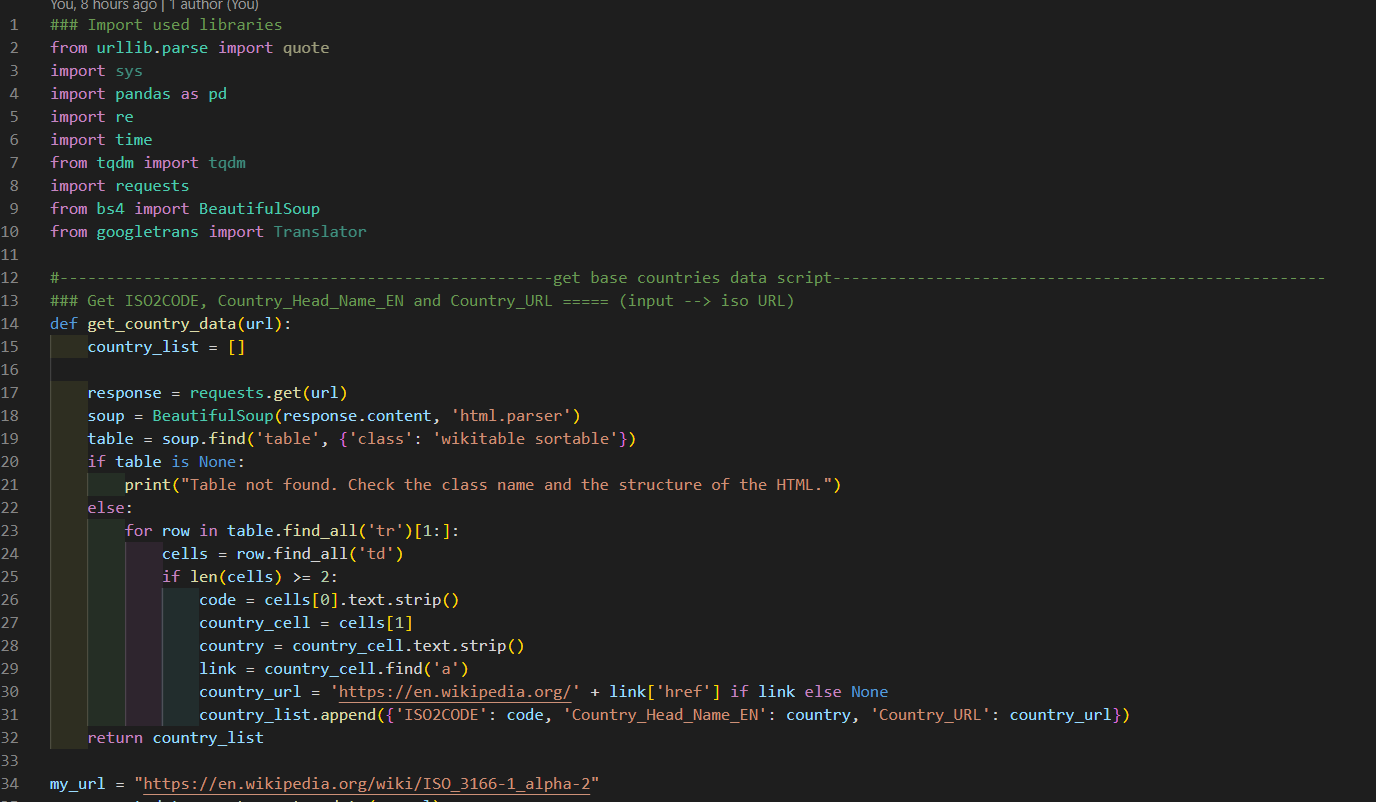 You, 8 hours ago | 1 author (You)
1 ### Import used libraries
2 from urllib.parse import quote
3 import sys
4 import pandas as pd
5 import re
6 import time
7 from tqdm import tqdm
8 import requests
9 from bs4 import BeautifulSoup
10 from googletrans import Translator
11
12 #-----------------------------------------------------get base countries data script-----------------------------------------------------
13 ### Get ISO2CODE, Country_Head_Name_EN and Country_URL ===== (input --> iso URL)
14 def get_country_data(url):
15     country_list = []
16
17     response = requests.get(url)
18     soup = BeautifulSoup(response.content, 'html.parser')
19     table = soup.find('table', {'class': 'wikitable sortable'})
20     if table is None:
21         print("Table not found. Check the class name and the structure of the HTML.")
22     else:
23         for row in table.find_all('tr')[1:]:
24             cells = row.find_all('td')
25             if len(cells) >= 2:
26                 code = cells[0].text.strip()
27                 country_cell = cells[1]
28                 country = country_cell.text.strip()
29                 link = country_cell.find('a')
30                 country_url = 'https://en.wikipedia.org/' + link['href'] if link else None
31                 country_list.append({'ISO2CODE': code, 'Country_Head_Name_EN': country, 'Country_URL': country_url})
32     return country_list
33
34 my_url = "https://en.wikipedia.org/wiki/ISO_3166-1_alpha-2"